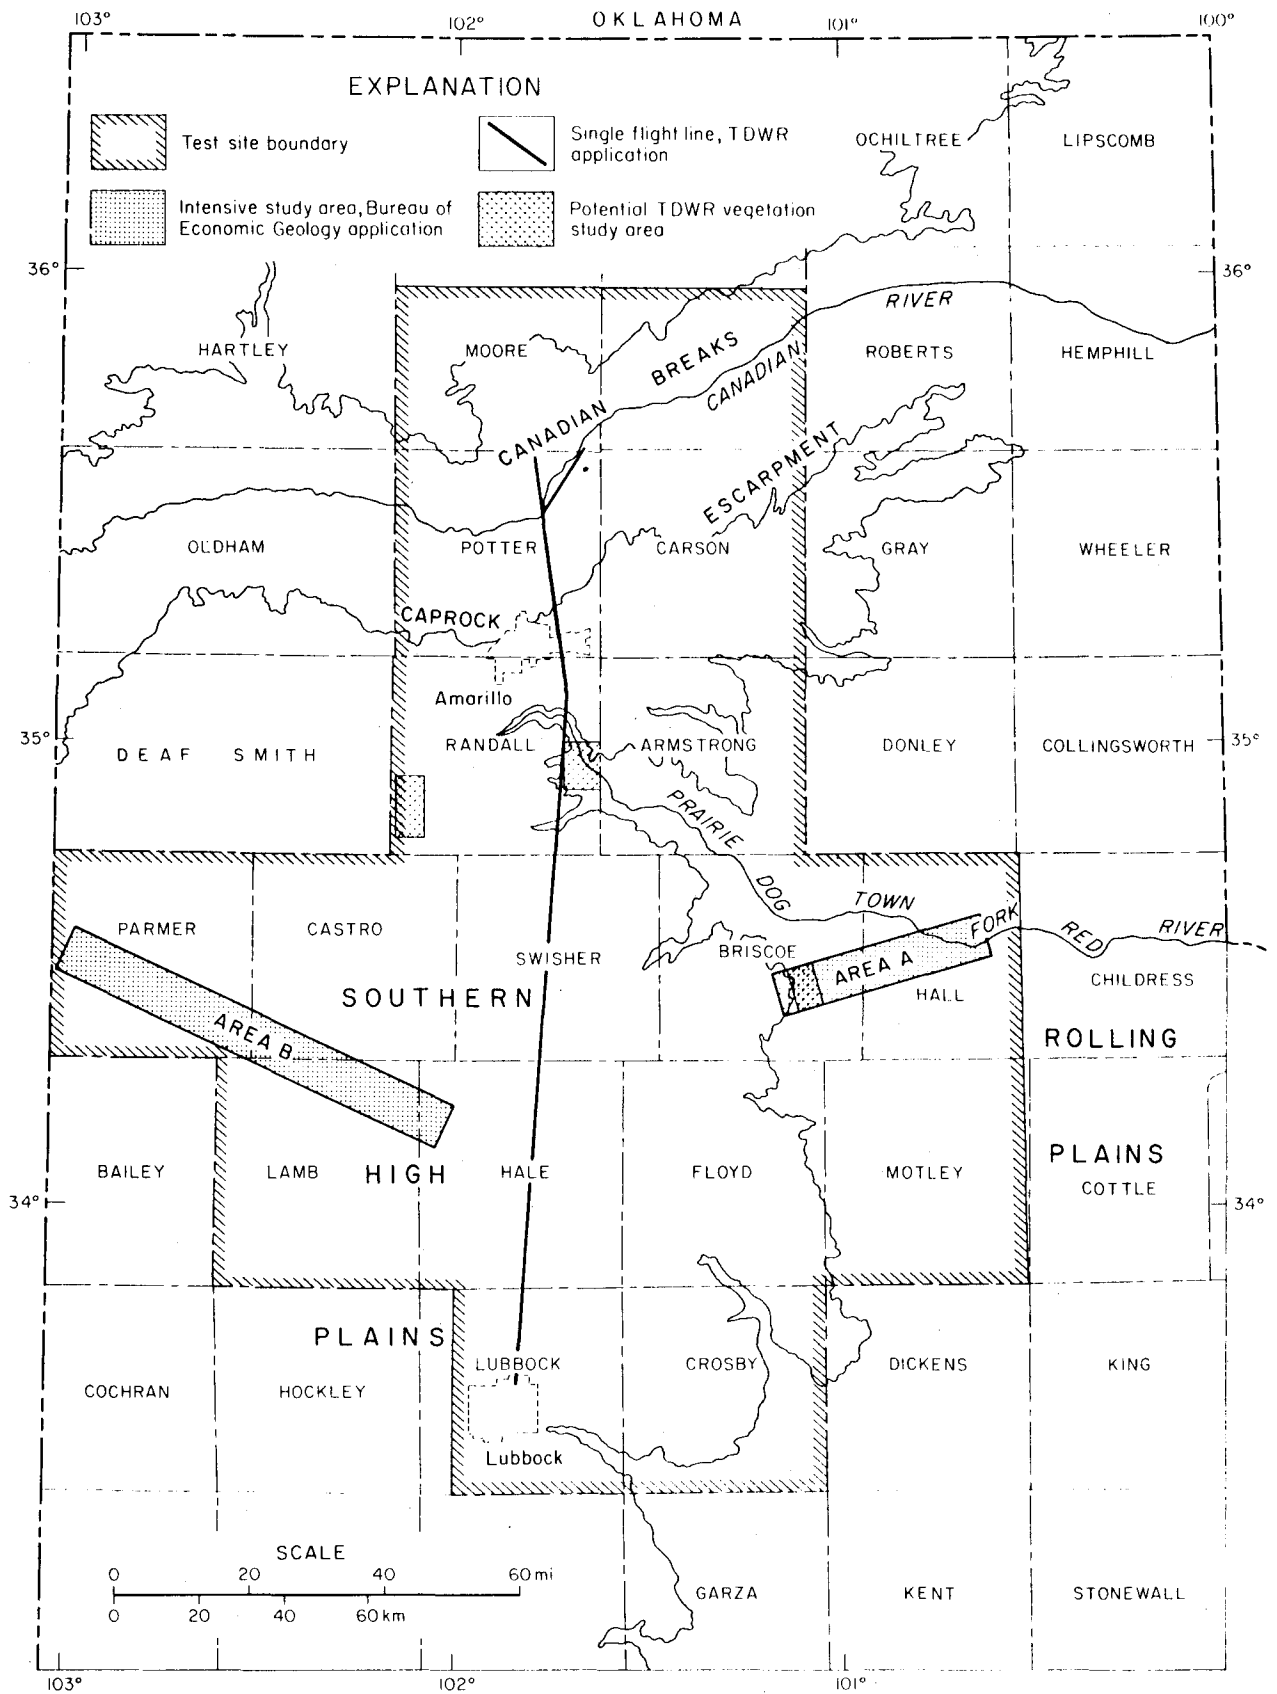 103°
102°
OKLAHOMA
101°
100°
EXPLANATION
Test site boundary
Single flight line, TDWR
application
Intensive study area, Bureau of
Economic Geology application
Potential TDWR vegetation
study area
OCHILTREE
LIPSCOMB
36°
36°
RIVER
HARTLEY
MOORE
BREAKS
CANADIAN
ROBERTS
HEMPHILL
CANADIAN
ESCARPMENT
OLDHAM
POTTER
CARSON
GRAY
WHEELER
CAPROCK
Amarillo
35°
35°
DEAF SMITH
RANDALL
ARMSTRONG
DONLEY
COLLINGSWORTH
PRAIRIE
DOG
TOWN
FORK
RED
RIVER
PARMER
CASTRO
SWISHER
BRISCOE
AREA A
HALL
CHILDRESS
SOUTHERN
AREA B
ROLLING
BAILEY
LAMB
HIGH
HALE
FLOYD
MOTLEY
PLAINS
COTTLE
34°
34°
PLAINS
LUBBOCK
CROSBY
DICKENS
KING
COCHRAN
HOCKLEY
Lubbock
SCALE
0 20 40 60 mi
0 20 40 60 km
GARZA
KENT
STONEWALL
103°
102°
101°